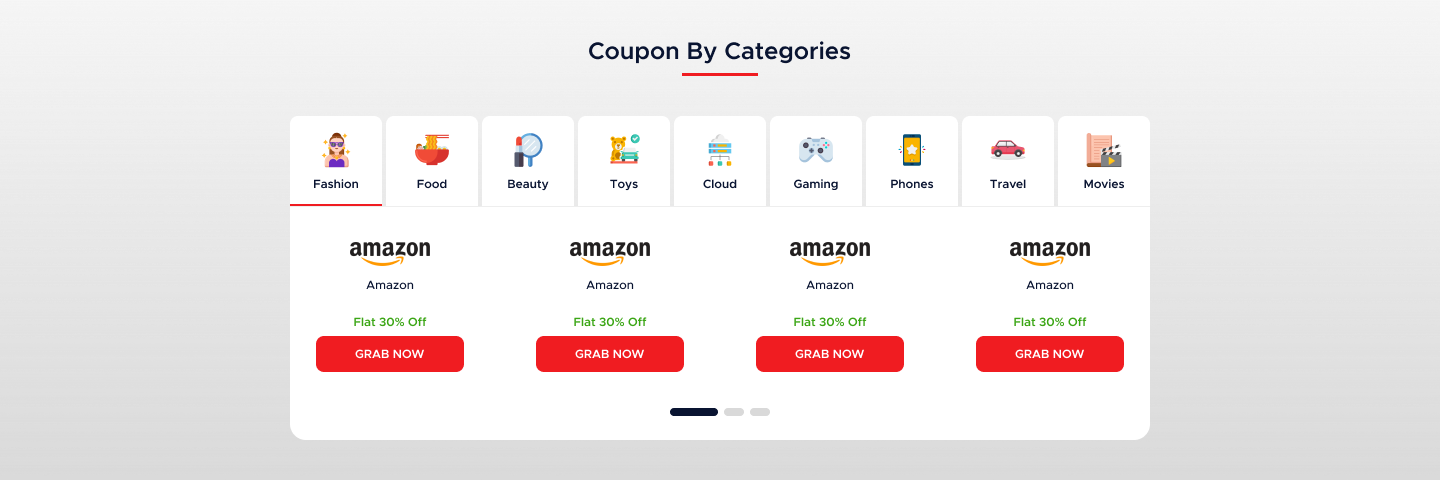 Coupon By Categories
Fashion Food Beauty Toys Cloud Gaming Phones Travel Movies
amazon amazon amazon amazon
Amazon Amazon Amazon Amazon
Flat 30% Off Flat 30% Off Flat 30% Off Flat 30% Off
GRAB NOW GRAB NOW GRAB NOW GRAB NOW